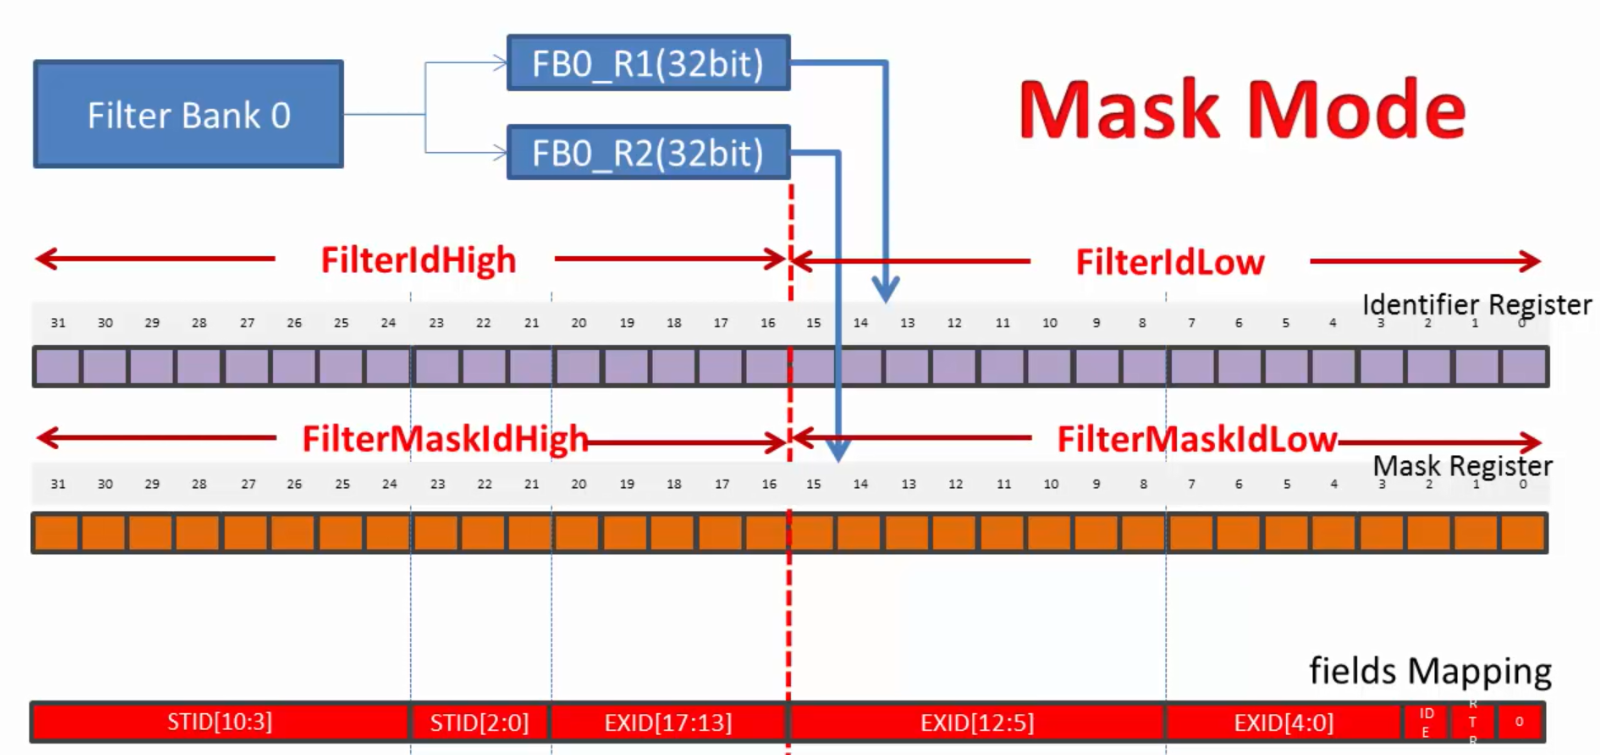 FB0_R1(32bit)
Filter Bank 0
FB0_R2(32bit)
Mask Mode
FilterIdHigh
FilterIdLow
Identifier Register
31 30 29 28 27 26 25 24 23 22 21 20 19 18 17 16 15 14 13 12 11 10 9 8 7 6 5 4 3 2 1 0
FilterMaskIdHigh
FilterMaskIdLow
Mask Register
31 30 29 28 27 26 25 24 23 22 21 20 19 18 17 16 15 14 13 12 11 10 9 8 7 6 5 4 3 2 1 0
fields Mapping
STID[10:3] STID[2:0] EXID[17:13] EXID[12:5] EXID[4:0] IDE RTR 0